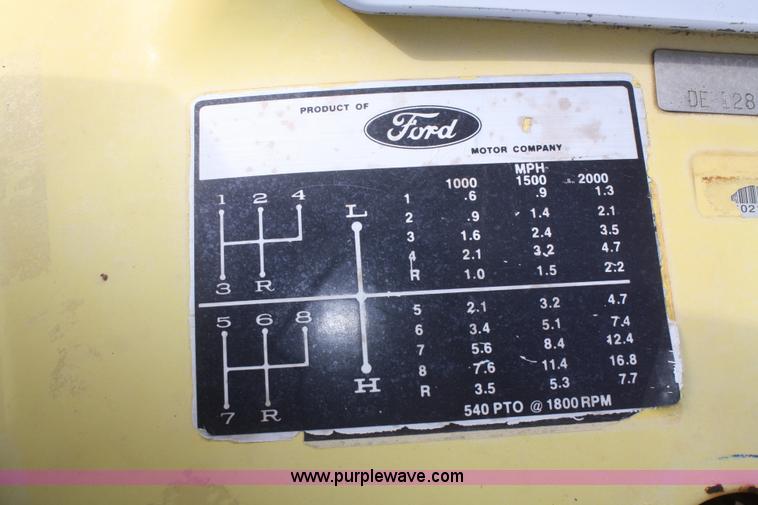 PRODUCT OF Ford MOTOR COMPANY
MPH
1000 1500 2000
1 .6 .9 1.3
2 .9 1.4 2.1
3 1.6 2.4 3.5
4 2.1 3.2 4.7
R 1.0 1.5 2.2
5 2.1 3.2 4.7
6 3.4 5.1 7.4
7 5.6 8.4 12.4
8 7.6 11.4 16.8
R 3.5 5.3 7.7
540 PTO @ 1800 RPM
1 2 4
L
3 R
5 6 8
H
7 R
DE 128
02
www.purplewave.com